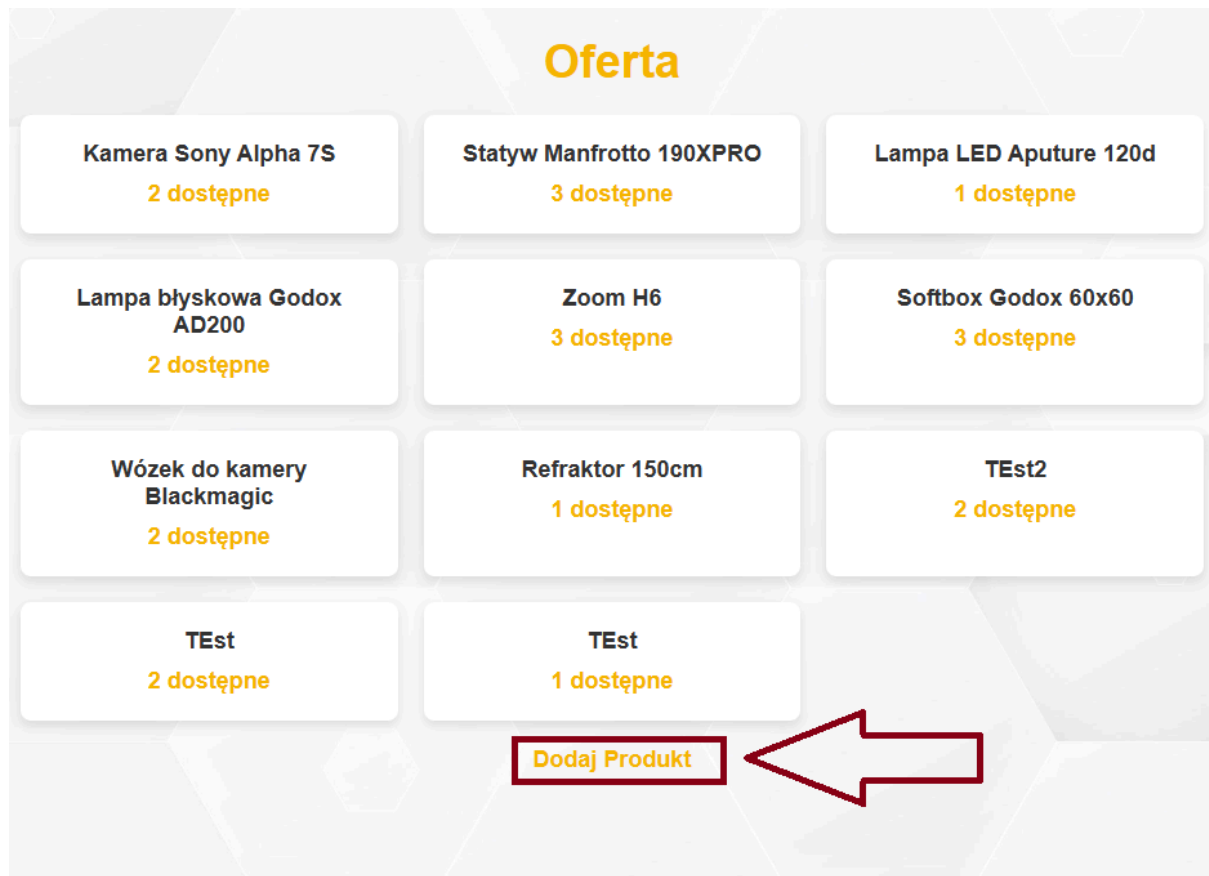 Oferta
Kamera Sony Alpha 7S
2 dostępne
Statyw Manfrotto 190XPRO
3 dostępne
Lampa LED Aputure 120d
1 dostępne
Lampa błyskowa Godox
AD200
2 dostępne
Zoom H6
3 dostępne
Softbox Godox 60x60
3 dostępne
Wózek do kamery
Blackmagic
2 dostępne
Refraktor 150cm
1 dostępne
TEst2
2 dostępne
TEst
2 dostępne
TEst
1 dostępne
Dodaj Produkt